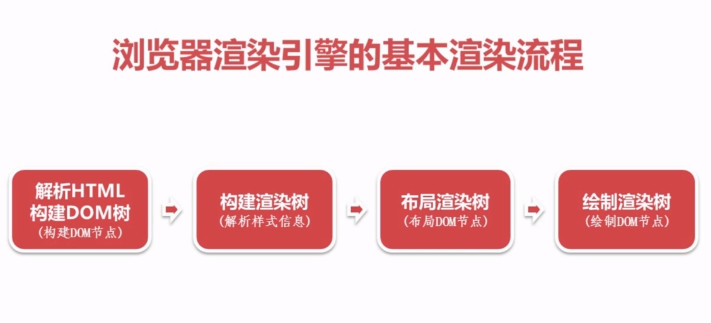 浏览器渲染引擎的基本渲染流程
解析HTML
构建DOM树
(构建DOM节点)
构建渲染树
(解析样式信息)
布局渲染树
(布局DOM节点)
绘制渲染树
(绘制DOM节点)